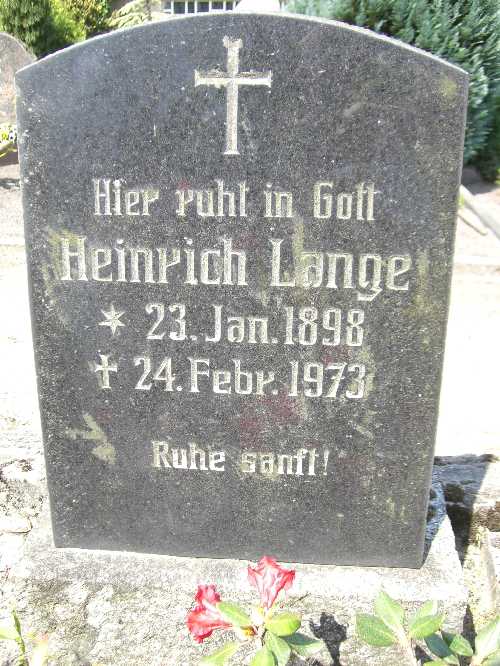 Hier ruht in Gott
Heinrich Lange
* 23. Jan. 1898
† 24. Febr. 1973
Ruhe sanft!